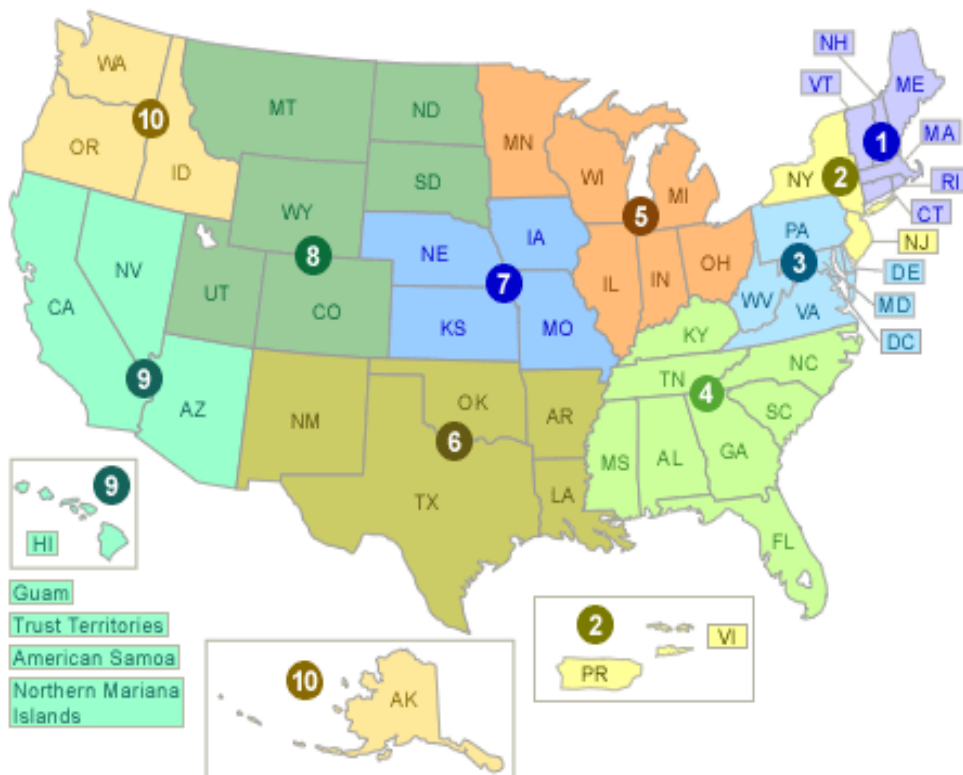 NH
VT
ME
WA
MT
ND
MN
10
OR
ID
1
MA
SD
WI
MI
NY
2
RI
WY
5
CT
PA
NJ
8
NE
IA
3
DE
NV
7
IL
IN
OH
CA
UT
CO
WV
VA
MD
KS
MO
KY
DC
NC
TN
4
9
AZ
OK
AR
SC
NM
6
MS
AL
GA
9
TX
LA
HI
FL
Guam
Trust Territories
2
VI
American Samoa
10
PR
Northern Mariana
Islands
AK